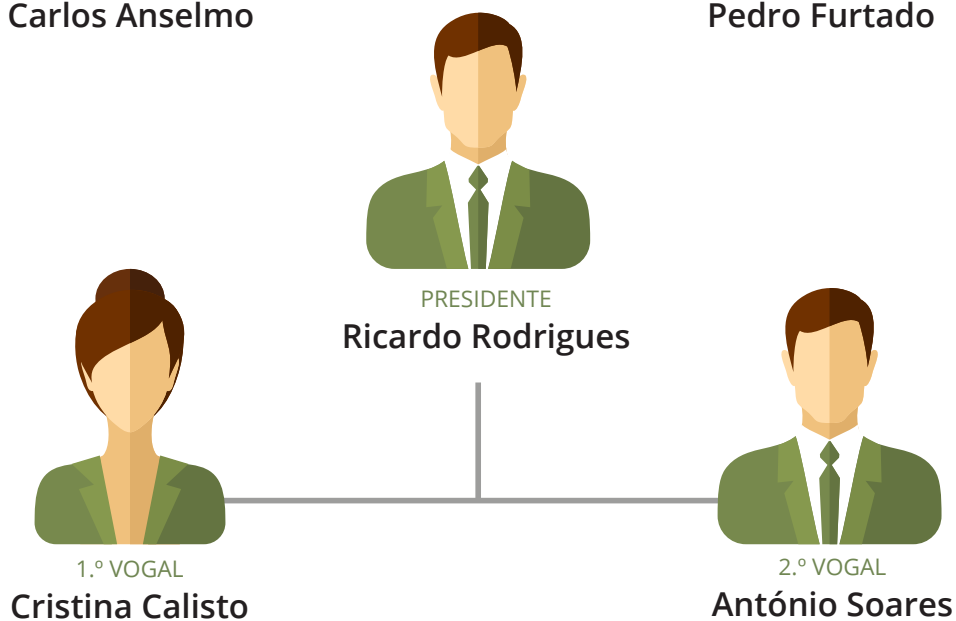 Carlos Anselmo
Pedro Furtado
PRESIDENTE
Ricardo Rodrigues
1.º VOGAL
Cristina Calisto
2.º VOGAL
António Soares